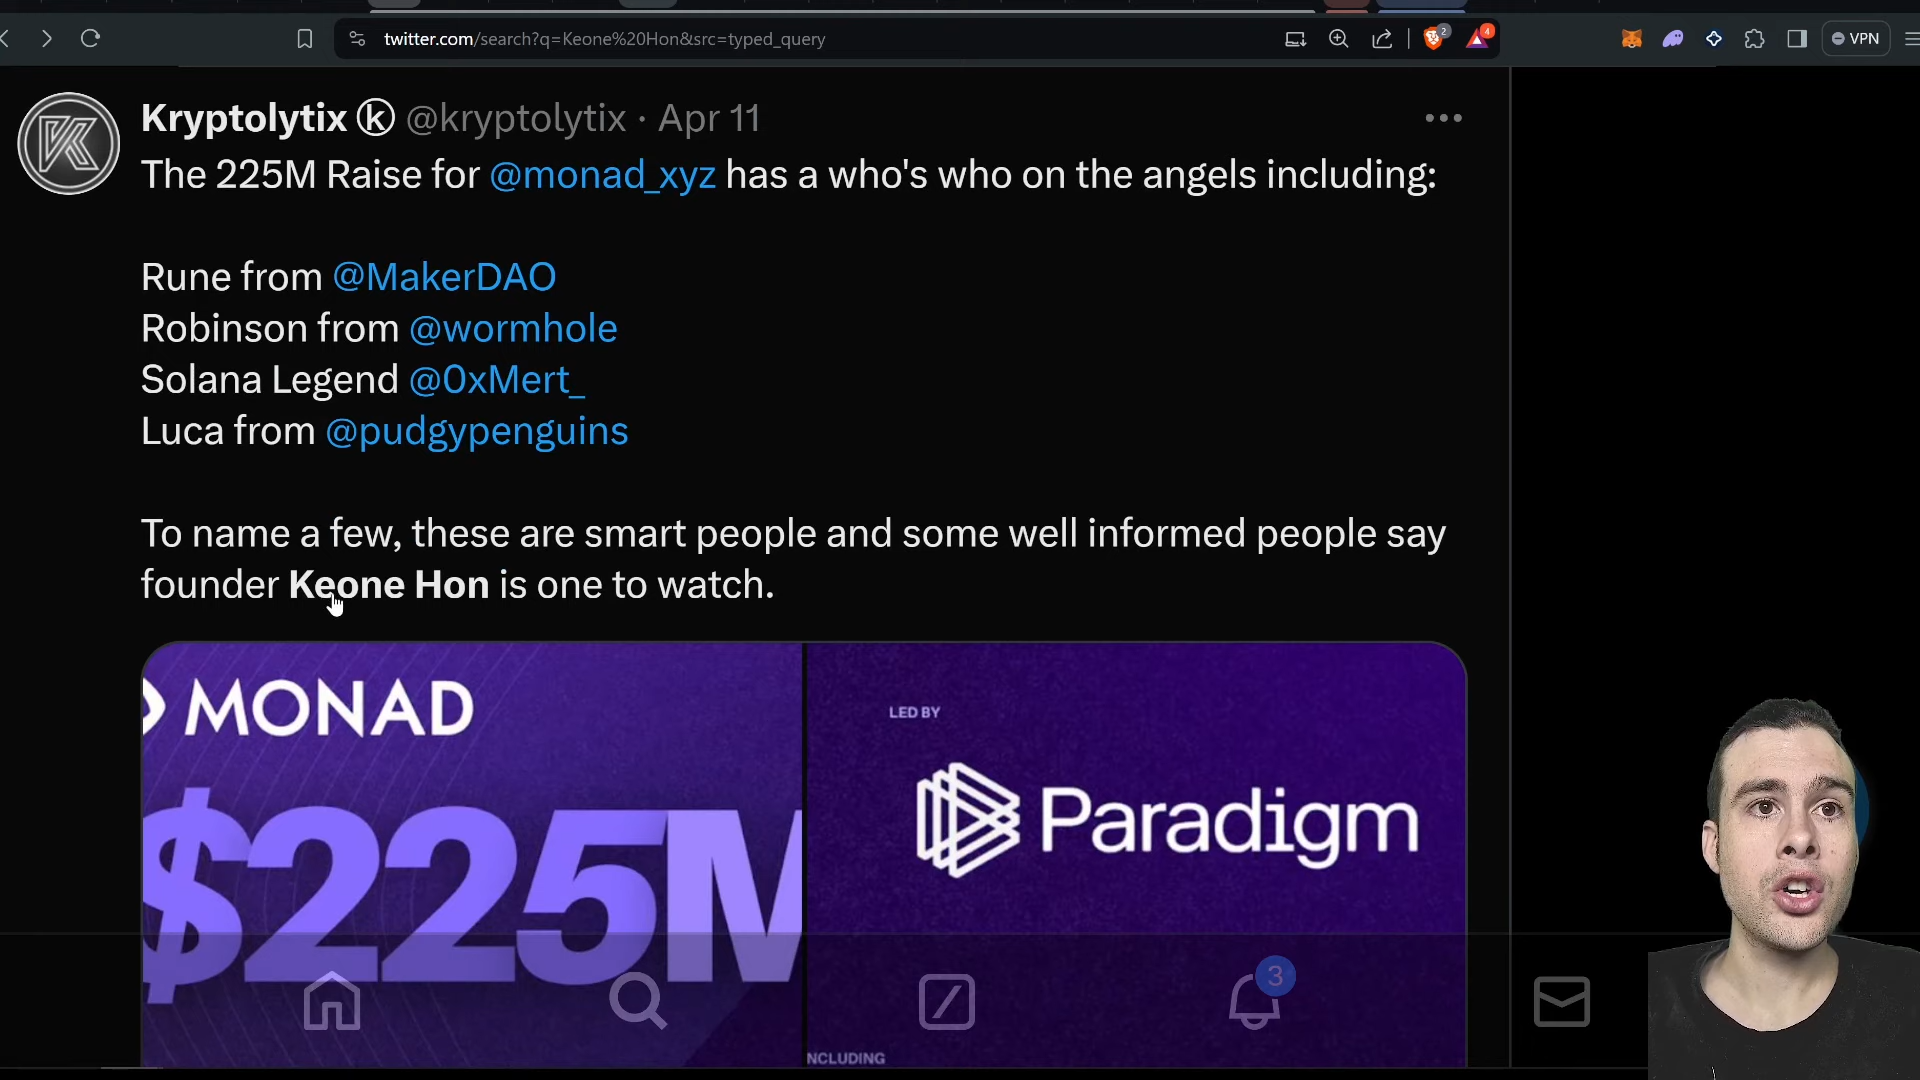 twitter.com/search?q=Keone%20Hon&src=typed_query
2
4
VPN
Kryptolytix ⓚ @kryptolytix · Apr 11
The 225M Raise for @monad_xyz has a who's who on the angels including:
Rune from @MakerDAO
Robinson from @wormhole
Solana Legend @0xMert_
Luca from @pudgypenguins
To name a few, these are smart people and some well informed people say
founder Keone Hon is one to watch.
MONAD
$225M
LED BY
Paradigm
3
NCLUDING